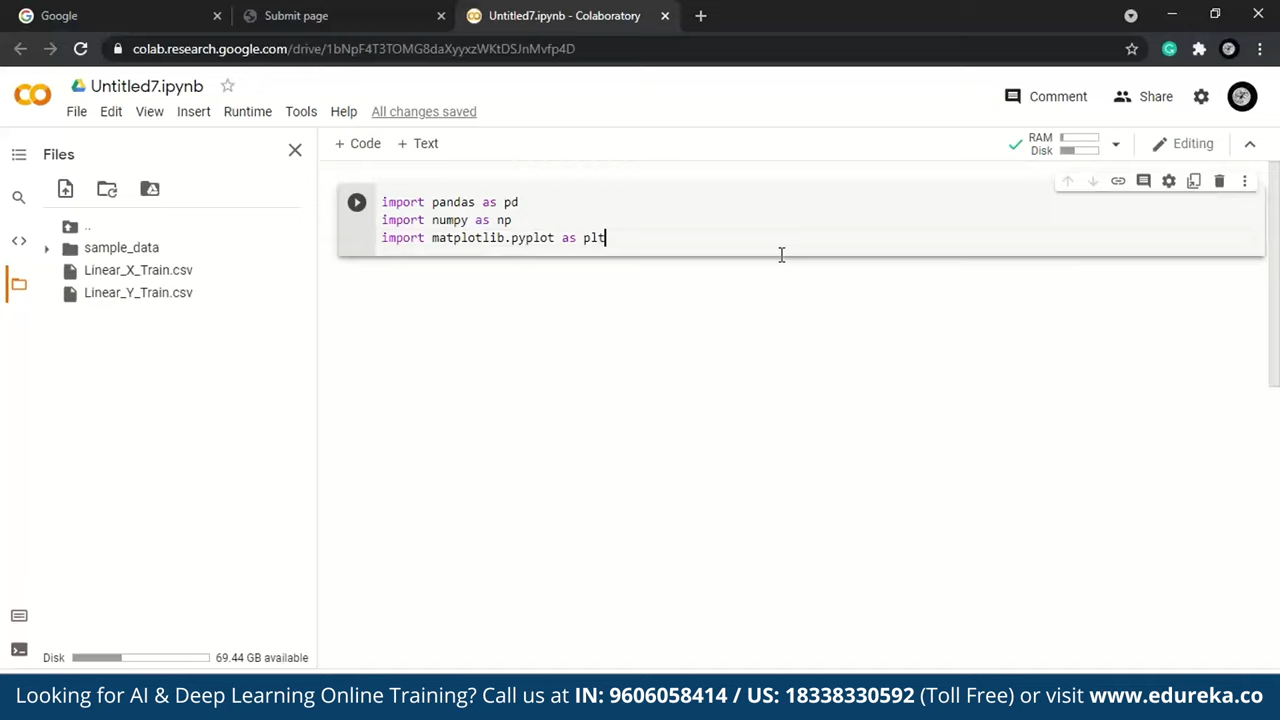 Google
Submit page
Untitled7.ipynb - Colaboratory
colab.research.google.com/drive/1bNpF4T3TOMG8daXyyxzWKtDSJnMvfp4D
Untitled7.ipynb
Comment
Share
File Edit View Insert Runtime Tools Help All changes saved
Files
+ Code + Text
RAM
Disk
Editing
..
sample_data
Linear_X_Train.csv
Linear_Y_Train.csv
import pandas as pd
import numpy as np
import matplotlib.pyplot as plt
Disk 69.44 GB available
Looking for AI & Deep Learning Online Training? Call us at IN: 9606058414 / US: 18338330592 (Toll Free) or visit www.edureka.co